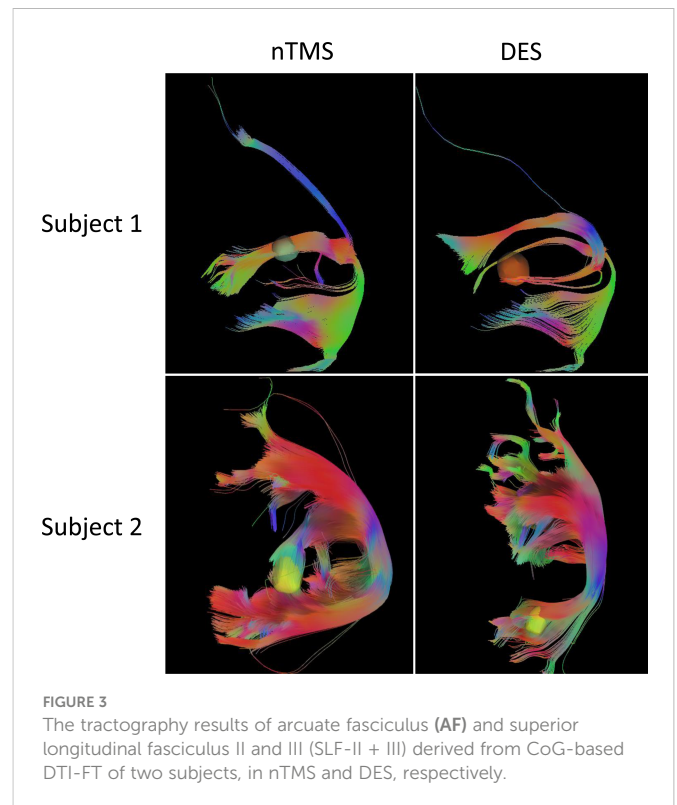 nTMS DES
Subject 1
Subject 2
FIGURE 3
The tractography results of arcuate fasciculus (AF) and superior
longitudinal fasciculus II and III (SLF-II + III) derived from CoG-based
DTI-FT of two subjects, in nTMS and DES, respectively.